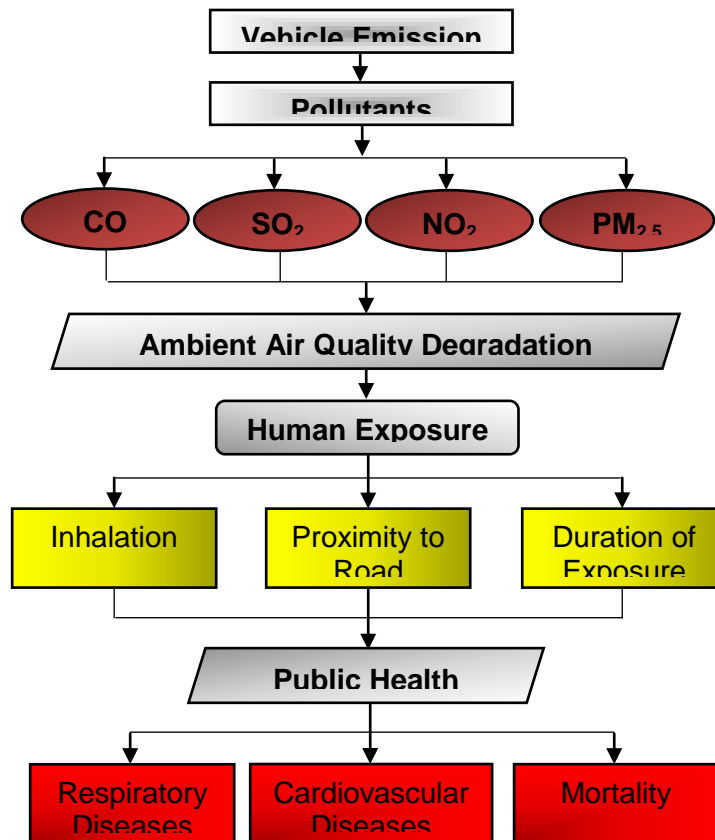 Vehicle Emission
Pollutants
CO
SO₂
NO₂
PM₂.₅
Ambient Air Quality Degradation
Human Exposure
Inhalation
Proximity to
Road
Duration of
Exposure
Public Health
Respiratory
Diseases
Cardiovascular
Diseases
Mortality